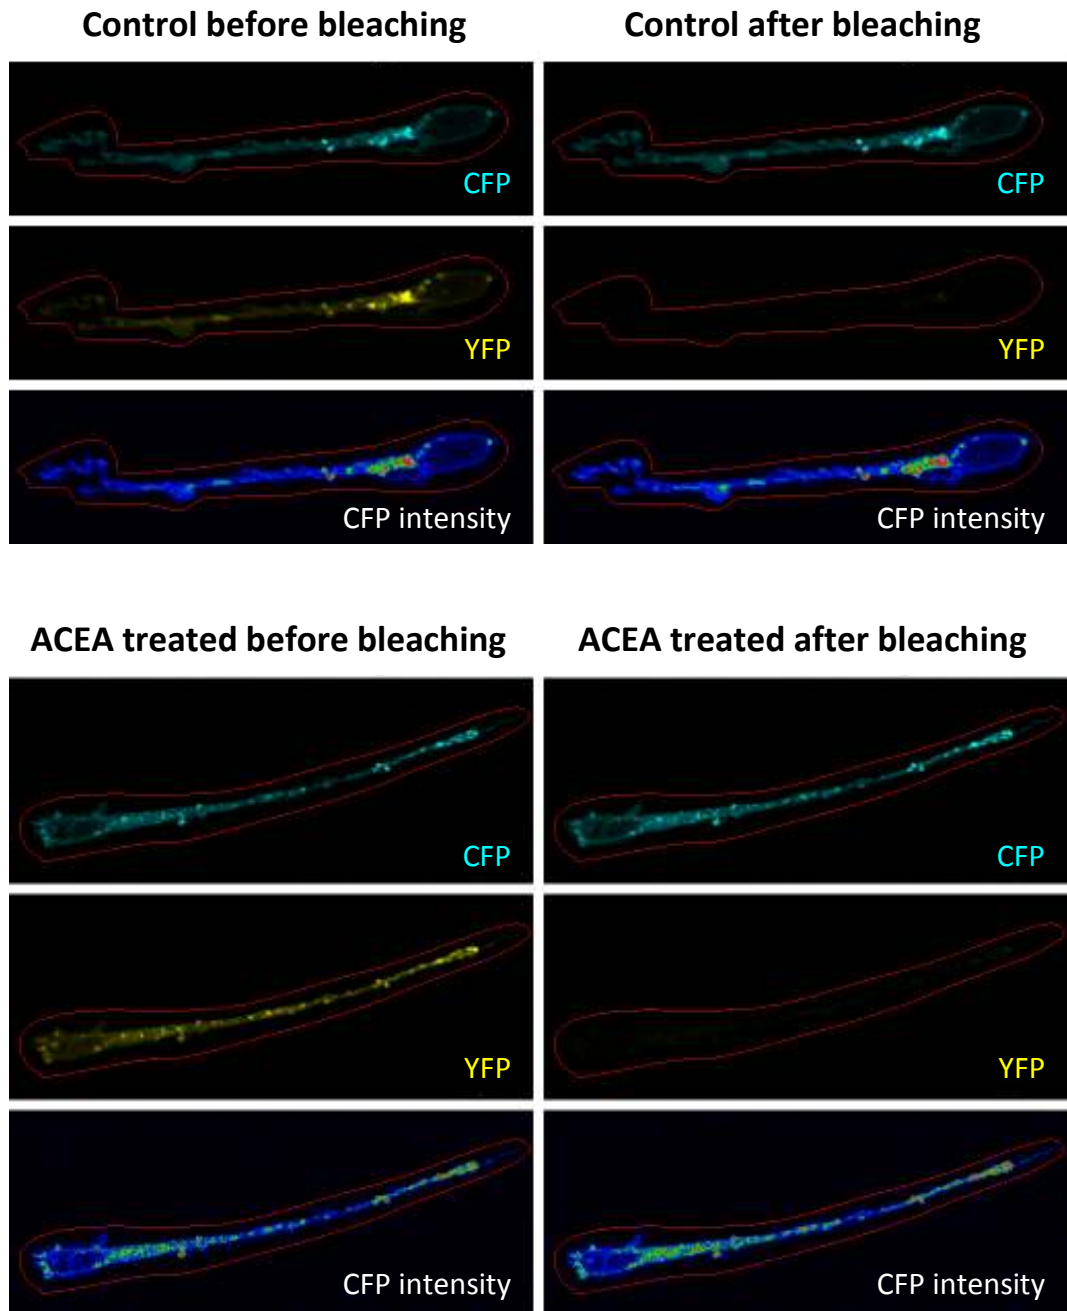 Control before bleaching
Control after bleaching
CFP
CFP
YFP
YFP
CFP intensity
CFP intensity
ACEA treated before bleaching
ACEA treated after bleaching
CFP
CFP
YFP
YFP
CFP intensity
CFP intensity